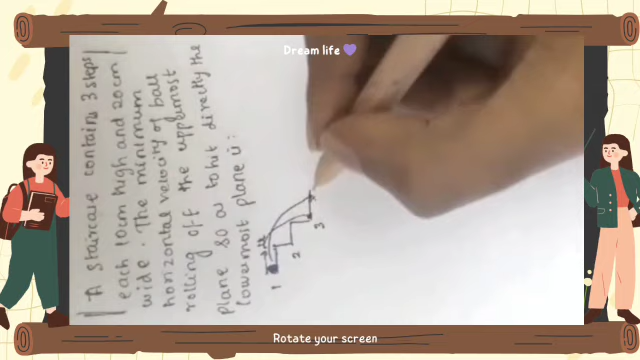 Dream life 💜
A staircase contains 3 steps
each 10cm high and 20cm
wide. The minimum
horizontal velocity of ball
rolling off the uppermost
plane so as to hit directly the
lowermost plane is:
1
2
3
Rotate your screen